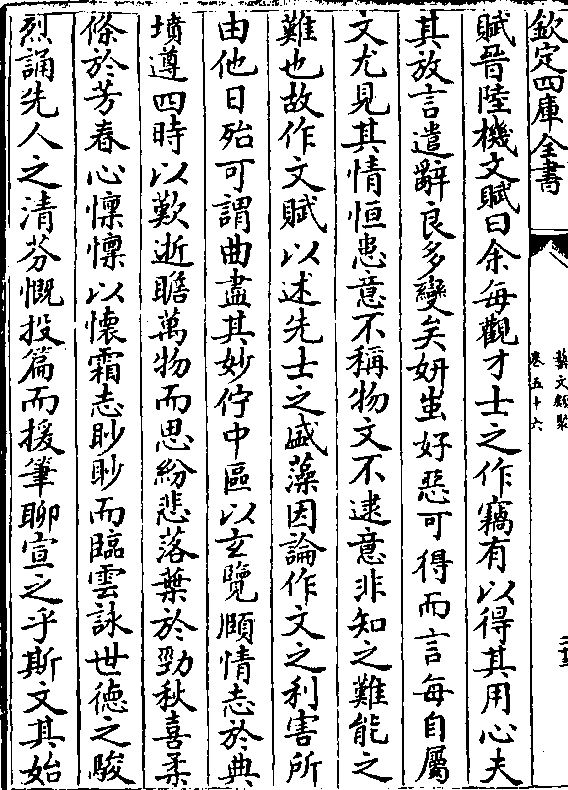 欽定四庫全書
藝文類聚
卷五十六
賦晉陸機文賦曰余每觀才士之作竊有以得其用心夫
其放言遣辭良多變矣妍蚩好惡可得而言每自屬
文尤見其情恒患意不稱物文不逮意非知之難能之
難也故作文賦以述先士之盛藻因論作文之利害所
由他日殆可謂曲盡其妙佇中區以玄覽頤情志於典
墳遵四時以歎逝瞻萬物而思紛悲落葉於勁秋喜柔
條於芳春心懍懍以懷霜志眇眇而臨雲詠世德之駿
烈誦先人之清芬慨投篇而援筆聊宣之乎斯文其始